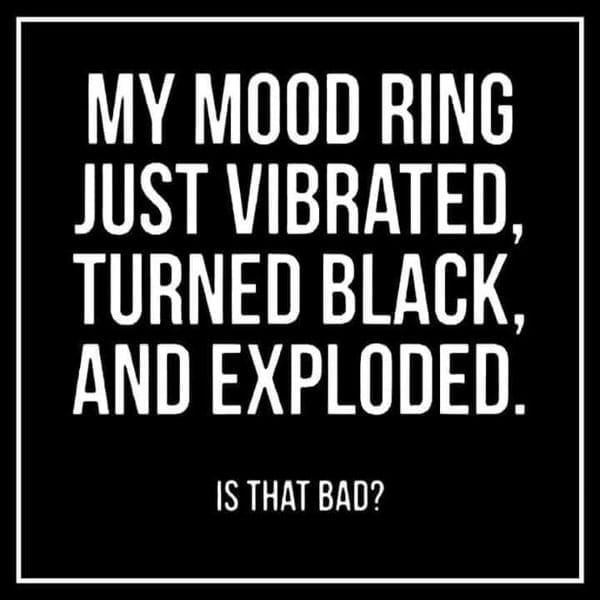 MY MOOD RING
JUST VIBRATED,
TURNED BLACK,
AND EXPLODED.
IS THAT BAD?